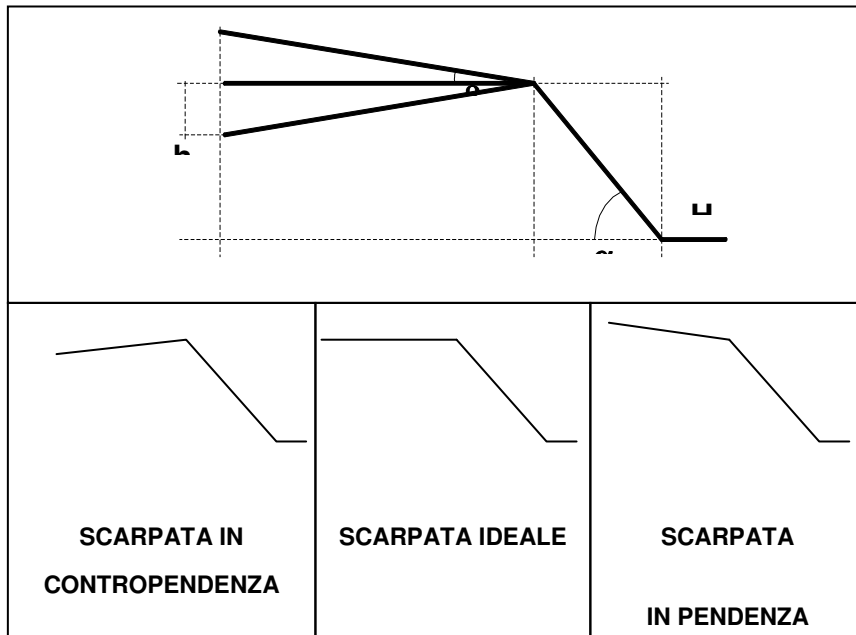 α
SCARPATA IN
CONTROPENDENZA
SCARPATA IDEALE
SCARPATA
IN PENDENZA